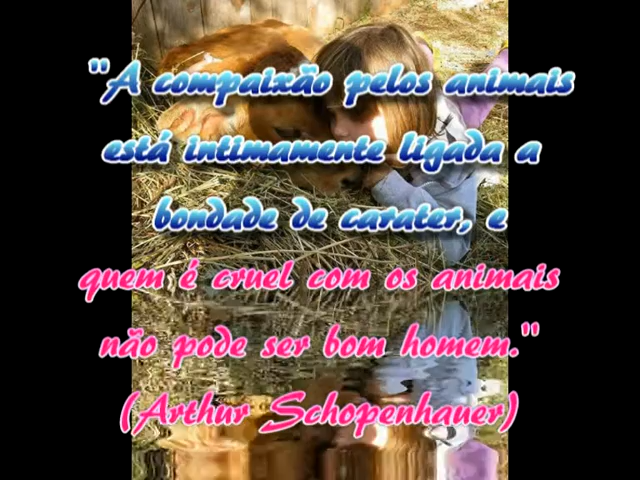 "A compaixão pelos animais
está intimamente ligada a
bondade de carater, e
quem é cruel com os animais
não pode ser bom homem."
(Arthur Schopenhauer)